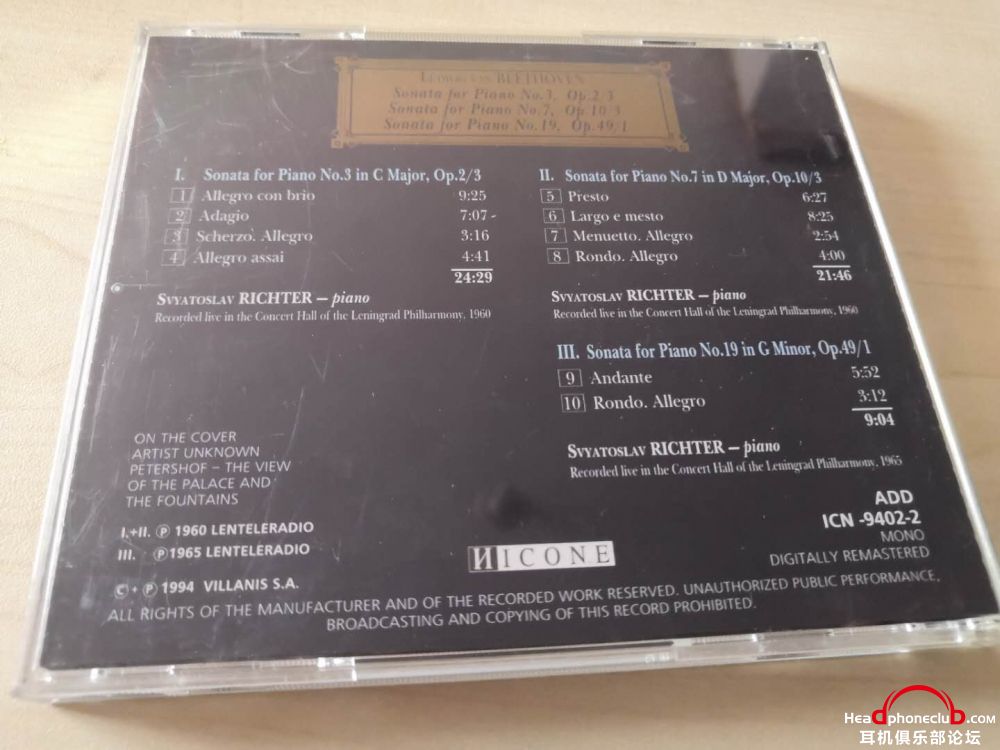 LUDWIG VAN BEETHOVEN
Sonata for Piano No.3, Op.2/3
Sonata for Piano No.7, Op 10/3
Sonata for Piano No.19, Op.49/1
I. Sonata for Piano No.3 in C Major, Op.2/3
1 Allegro con brio 9:25
2 Adagio 7:07
3 Scherzo. Allegro 3:16
4 Allegro assai 4:41
24:29
SVYATOSLAV RICHTER – piano
Recorded live in the Concert Hall of the Leningrad Philharmony, 1960
II. Sonata for Piano No.7 in D Major, Op.10/3
5 Presto 6:27
6 Largo e mesto 8:25
7 Menuetto. Allegro 2:54
8 Rondo. Allegro 4:00
21:46
SVYATOSLAV RICHTER – piano
Recorded live in the Concert Hall of the Leningrad Philharmony, 1960
III. Sonata for Piano No.19 in G Minor, Op.49/1
9 Andante 5:52
10 Rondo. Allegro 3:12
9:04
SVYATOSLAV RICHTER – piano
Recorded live in the Concert Hall of the Leningrad Philharmony, 1965
ON THE COVER
ARTIST UNKNOWN
PETERSHOF – THE VIEW
OF THE PALACE AND
THE FOUNTAINS
I.+II. ℗ 1960 LENTELERADIO
III. ℗ 1965 LENTELERADIO
© + ℗ 1994 VILLANIS S.A.
ИICONE
ADD
ICN -9402-2
MONO
DIGITALLY REMASTERED
ALL RIGHTS OF THE MANUFACTURER AND OF THE RECORDED WORK RESERVED. UNAUTHORIZED PUBLIC PERFORMANCE,
BROADCASTING AND COPYING OF THIS RECORD PROHIBITED.
Headphoneclub.com
耳机俱乐部论坛